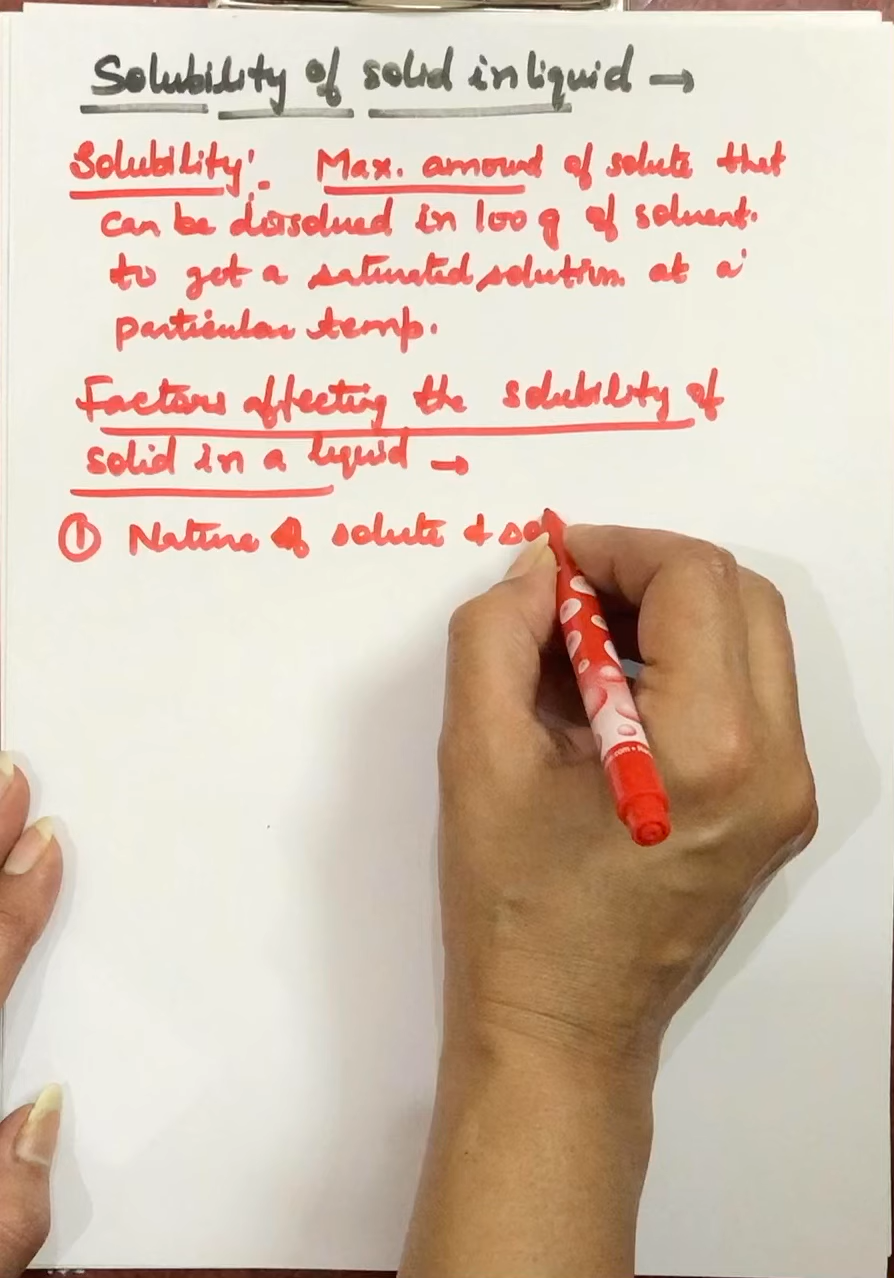 Solubility of solid in liquid →
Solubility:- Max. amount of solute that
can be dissolved in 100 g of solvent.
to get a saturated solution at a
particular temp.
Factors affecting the solubility of
solid in a liquid →
① Nature of solute & so